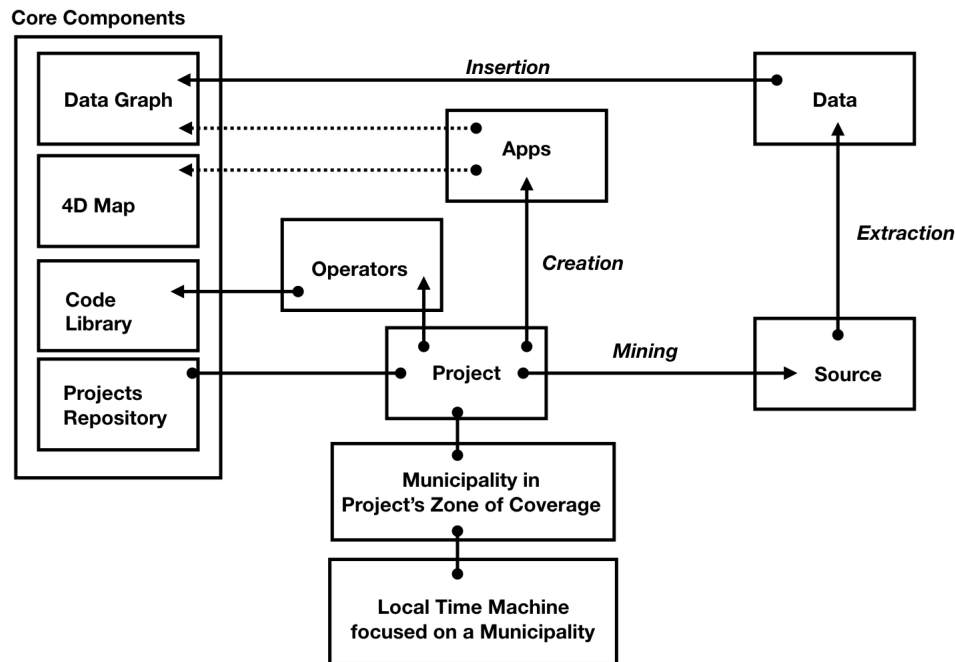 Core Components
Insertion
Data Graph
Data
Apps
4D Map
Extraction
Operators
Creation
Code
Library
Mining
Project
Source
Projects
Repository
Municipality in
Project's Zone of Coverage
Local Time Machine
focused on a Municipality